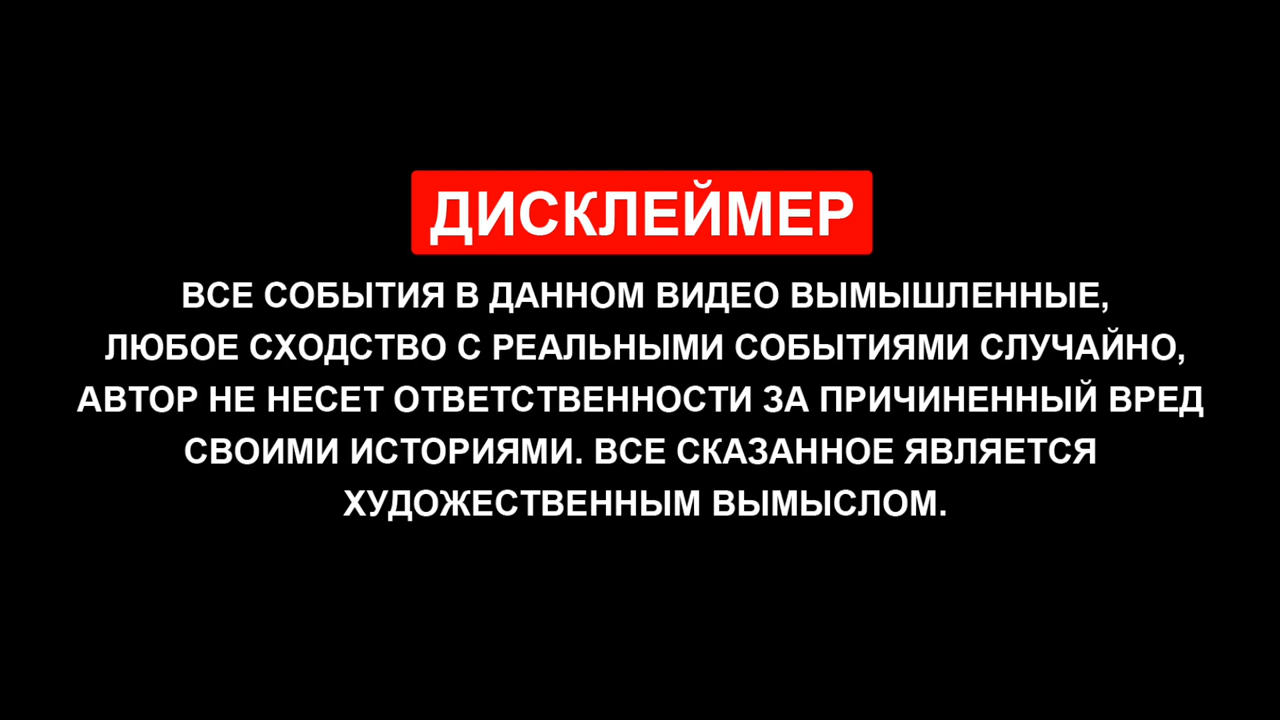 ДИСКЛЕЙМЕР
ВСЕ СОБЫТИЯ В ДАННОМ ВИДЕО ВЫМЫШЛЕННЫЕ,
ЛЮБОЕ СХОДСТВО С РЕАЛЬНЫМИ СОБЫТИЯМИ СЛУЧАЙНО,
АВТОР НЕ НЕСЕТ ОТВЕТСТВЕННОСТИ ЗА ПРИЧИНЕННЫЙ ВРЕД
СВОИМИ ИСТОРИЯМИ. ВСЕ СКАЗАННОЕ ЯВЛЯЕТСЯ
ХУДОЖЕСТВЕННЫМ ВЫМЫСЛОМ.